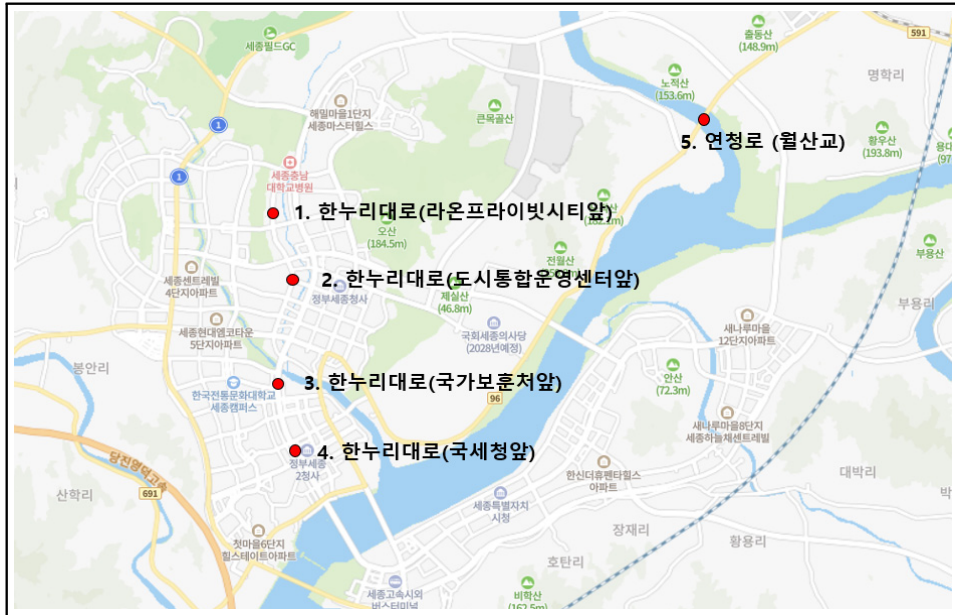 출동산
(148.9m)
591
세종필드GC
노적산
(153.6m)
명학리
해밀마을1단지
세종마스터힐스
큰목골산
1
5. 연청로 (월산교)
황우산
(193.8m)
세종충남
대학교병원
1
1. 한누리대로(라온프라이빗시티앞)
오산
(184.5m)
전월산
부용산
세종센트레빌
4단지아파트
2. 한누리대로(도시통합운영센터앞)
정부세종청사
제실산
(46.8m)
부용리
세종현대엠코타운
5단지아파트
국회세종의사당
(2028년예정)
새나루마을
12단지아파트
봉안리
3. 한누리대로(국가보훈처앞)
한국전통문화대학교
세종캠퍼스
96
안산
(72.3m)
새나루마을8단지
세종하늘채센트레빌
4. 한누리대로(국세청앞)
정부세종
2청사
당진영덕고속
691
산학리
한신더휴펜타힐스
아파트
대박리
세종특별자치
시청
첫마을6단지
힐스테이트아파트
장재리
황용리
호탄리
세종고속시외
버스터미널
비학산
(162.5m)